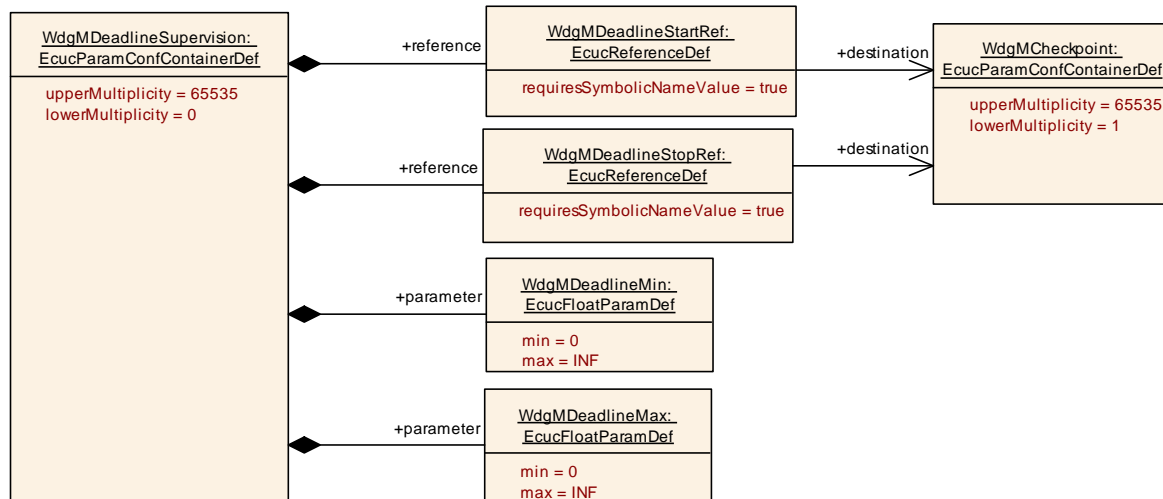 WdgMDeadlineSupervision:
EcucParamConfContainerDef
upperMultiplicity = 65535
lowerMultiplicity = 0
+reference
WdgMDeadlineStartRef:
EcucReferenceDef
requiresSymbolicNameValue = true
+destination
WdgMCheckpoint:
EcucParamConfContainerDef
upperMultiplicity = 65535
lowerMultiplicity = 1
+reference
WdgMDeadlineStopRef:
EcucReferenceDef
requiresSymbolicNameValue = true
+destination
+parameter
WdgMDeadlineMin:
EcucFloatParamDef
min = 0
max = INF
+parameter
WdgMDeadlineMax:
EcucFloatParamDef
min = 0
max = INF